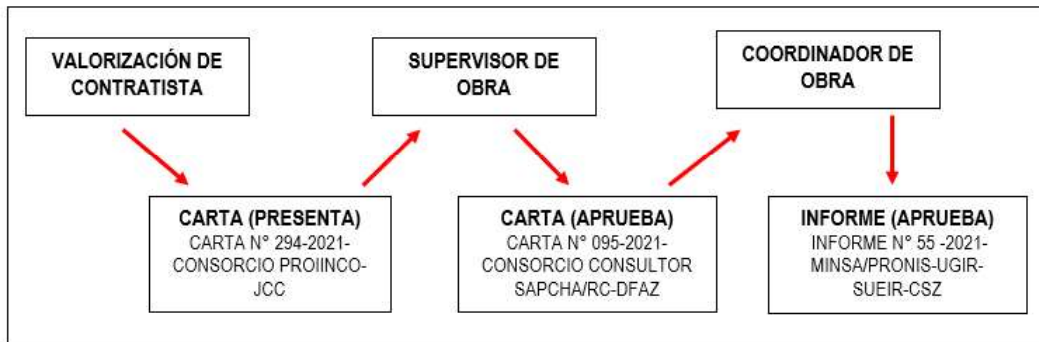 VALORIZACIÓN DE
CONTRATISTA
SUPERVISOR DE
OBRA
COORDINADOR DE
OBRA
CARTA (PRESENTA)
CARTA N° 294-2021-
CONSORCIO PROIINCO-
JCC
CARTA (APRUEBA)
CARTA N° 095-2021-
CONSORCIO CONSULTOR
SAPCHA/RC-DFAZ
INFORME (APRUEBA)
INFORME N° 55 -2021-
MINSA/PRONIS-UGIR-
SUEIR-CSZ